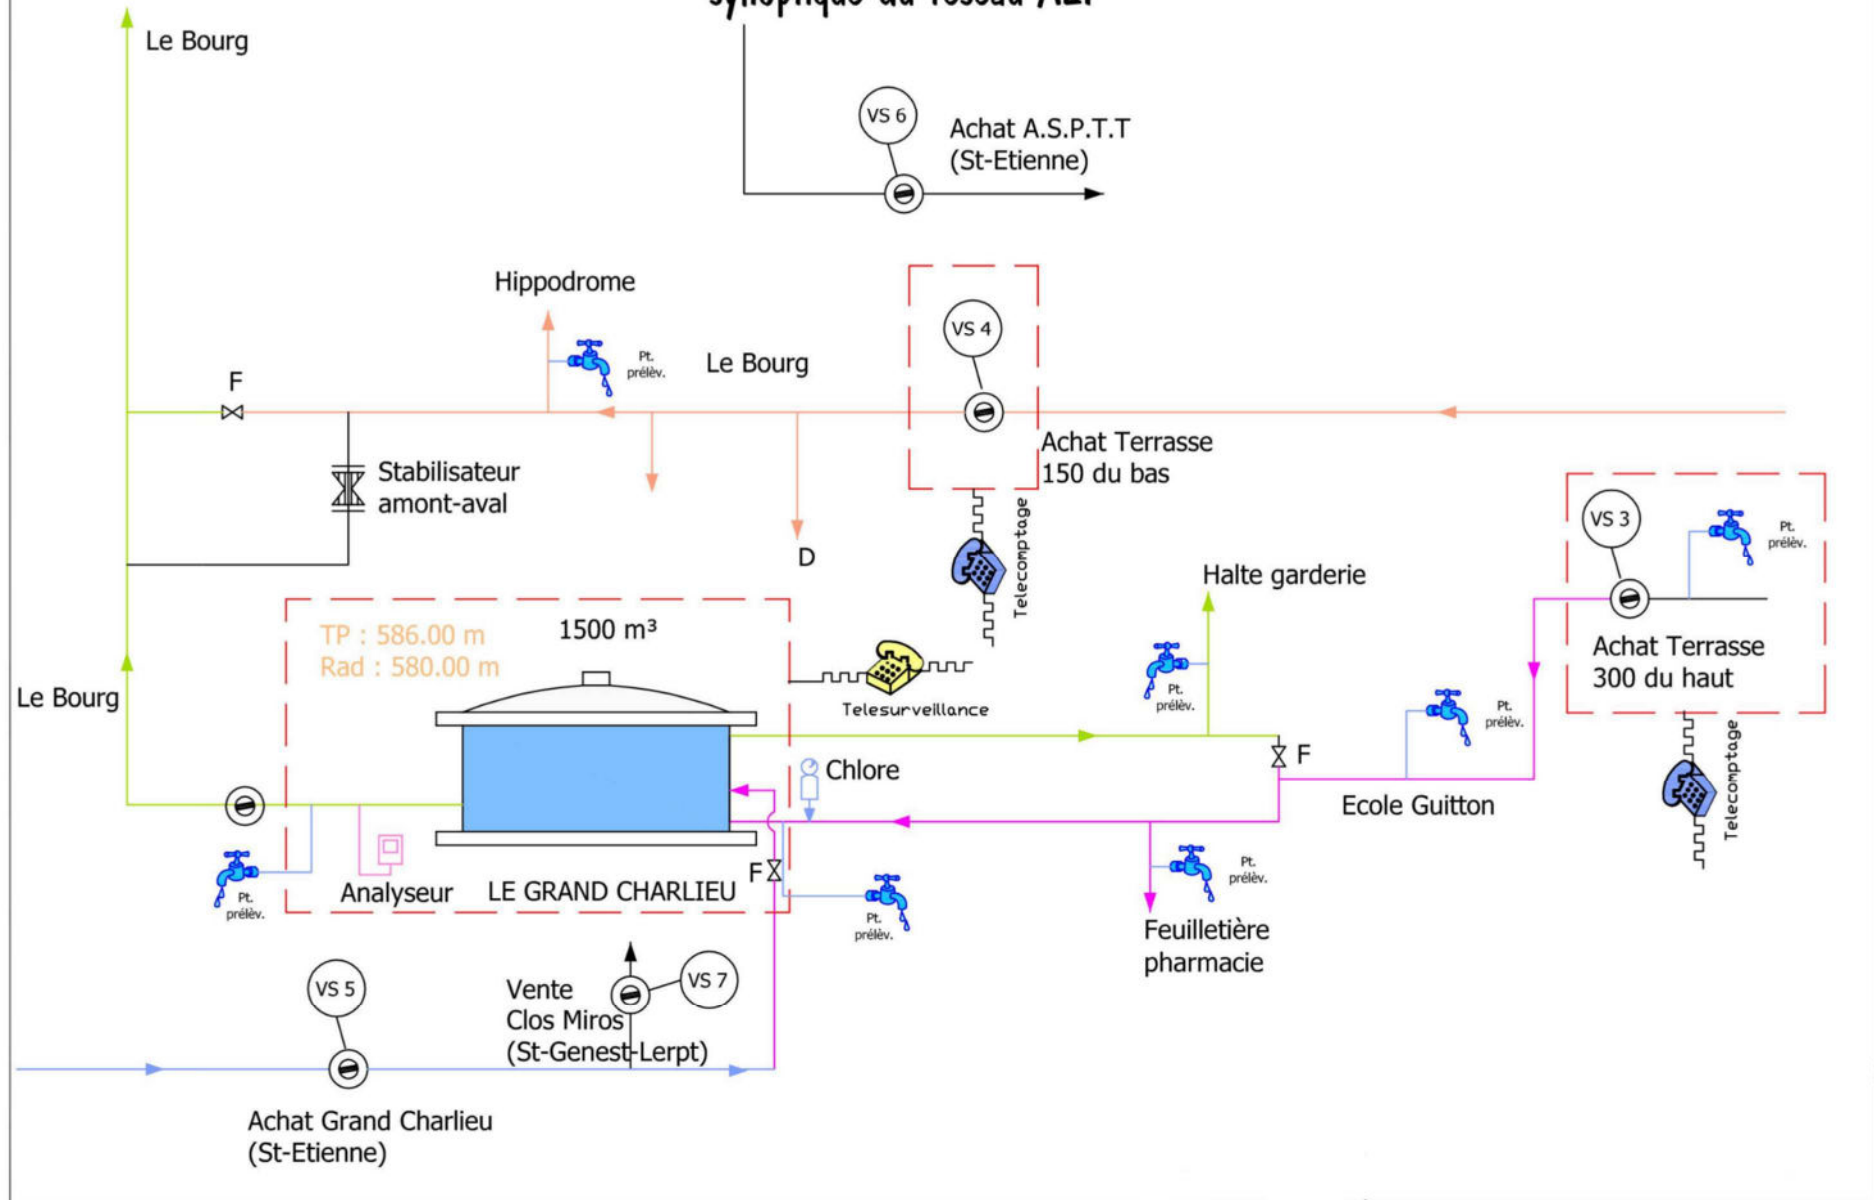 synoptique du réseau AEP
Le Bourg
VS 6
Achat A.S.P.T.T
(St-Etienne)
Hippodrome
VS 4
Pt.
prélèv.
Le Bourg
F
Achat Terrasse
150 du bas
Stabilisateur
amont-aval
Telecomptage
VS 3
Pt.
prélèv.
D
Halte garderie
TP : 586.00 m
Rad : 580.00 m
1500 m³
Achat Terrasse
300 du haut
Le Bourg
Telesurveillance
Pt.
prélèv.
Pt.
prélèv.
Telecomptage
F
Chlore
Ecole Guitton
F
Analyseur
LE GRAND CHARLIEU
Pt.
prélèv.
Pt.
prélèv.
Pt.
prélèv.
Feuilletière
pharmacie
VS 5
Vente
Clos Miros
(St-Genest-Lerpt)
VS 7
Achat Grand Charlieu
(St-Etienne)